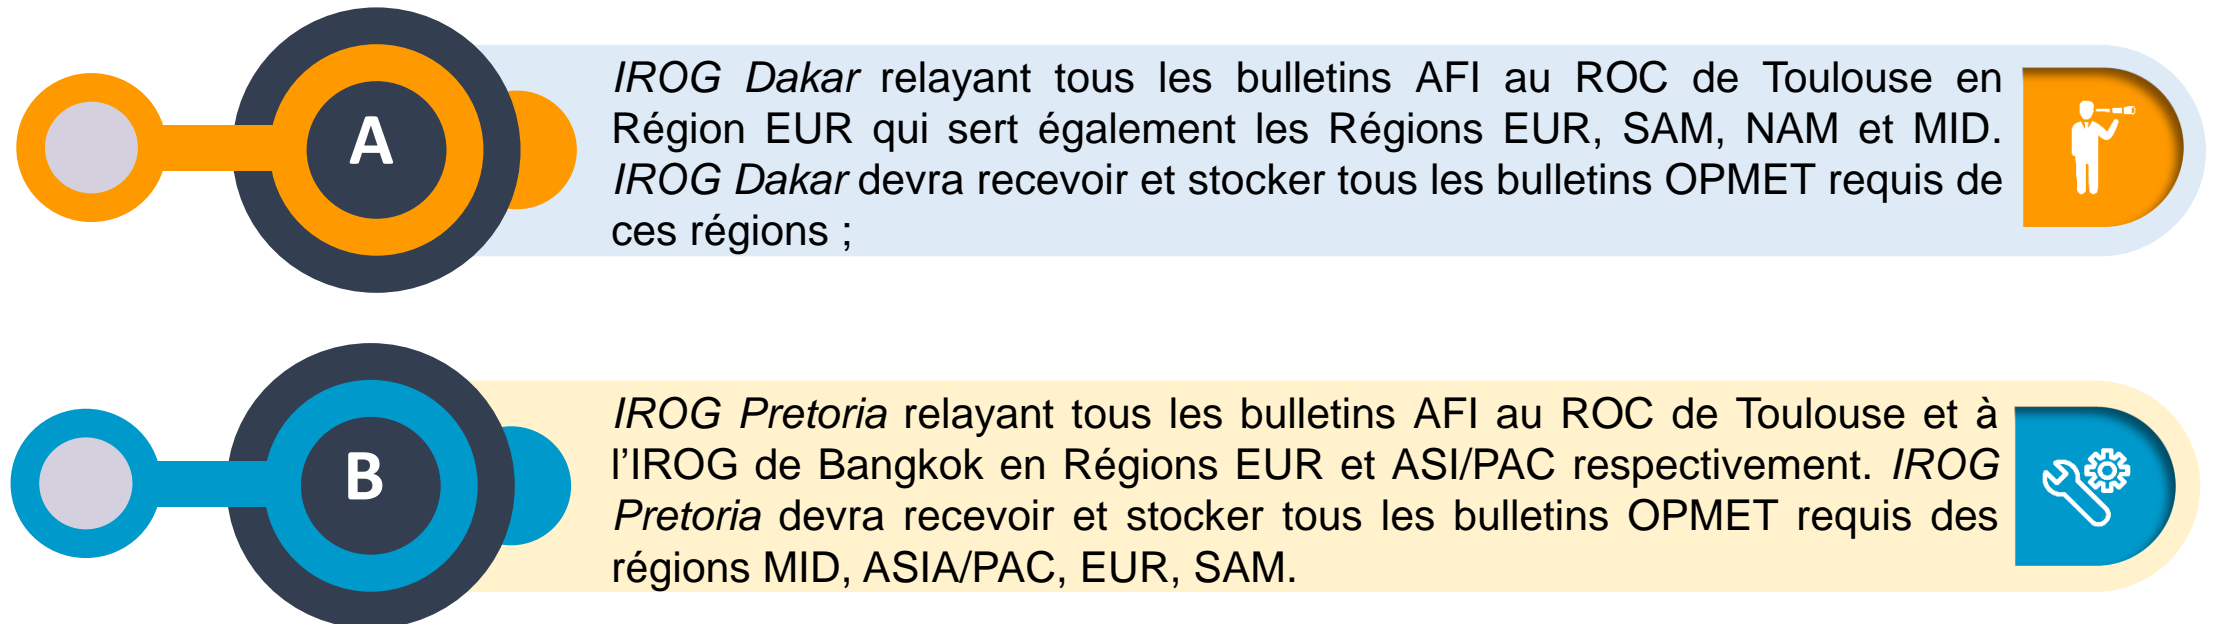 A
IROG Dakar relayant tous les bulletins AFI au ROC de Toulouse en
Région EUR qui sert également les Régions EUR, SAM, NAM et MID.
IROG Dakar devra recevoir et stocker tous les bulletins OPMET requis de
ces régions ;
B
IROG Pretoria relayant tous les bulletins AFI au ROC de Toulouse et à
l'IROG de Bangkok en Régions EUR et ASI/PAC respectivement. IROG
Pretoria devra recevoir et stocker tous les bulletins OPMET requis des
régions MID, ASIA/PAC, EUR, SAM.